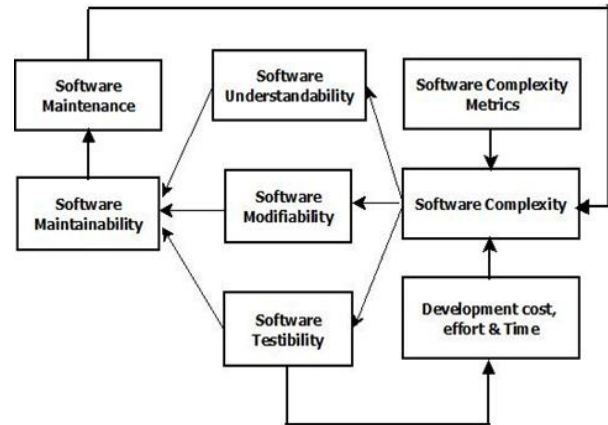 Software
Maintenance
Software
Understandability
Software Complexity
Metrics
Software
Maintainability
Software
Modifiability
Software Complexity
Software
Testibility
Development cost,
effort & Time